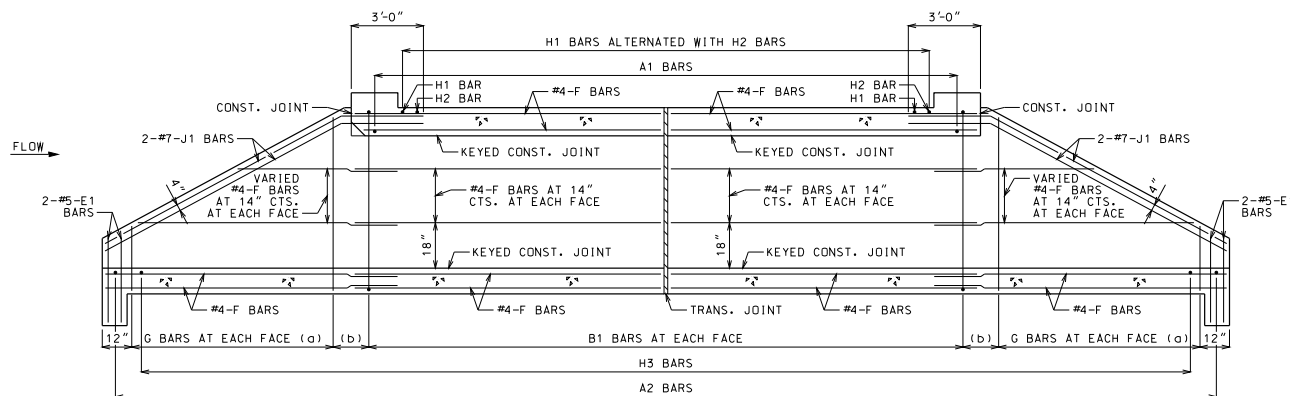 3'-0"
3'-0"
H1 BARS ALTERNATED WITH H2 BARS
A1 BARS
H1 BAR
H2 BAR
#4-F BARS
#4-F BARS
H2 BAR
H1 BAR
CONST. JOINT
CONST. JOINT
2-#7-J1 BARS
2-#7-J1 BARS
FLOW
KEYED CONST. JOINT
KEYED CONST. JOINT
4"
VARIED
#4-F BARS
AT 14" CTS.
AT EACH FACE
#4-F BARS AT 14"
CTS. AT EACH FACE
#4-F BARS AT 14"
CTS. AT EACH FACE
VARIED
#4-F BARS
AT 14" CTS.
AT EACH FACE
4"
2-#5-E1
BARS
2-#5-E
BARS
18"
18"
KEYED CONST. JOINT
KEYED CONST. JOINT
#4-F BARS
#4-F BARS
TRANS. JOINT
#4-F BARS
#4-F BARS
12"
G BARS AT EACH FACE (a)
(b)
B1 BARS AT EACH FACE
(b)
G BARS AT EACH FACE (a)
12"
H3 BARS
A2 BARS